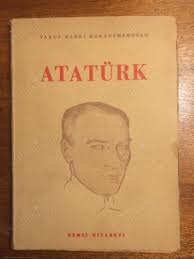 YAKUP KADRİ KARAOSMANOĞLU
ATATÜRK
REMZİ KİTABEVİ